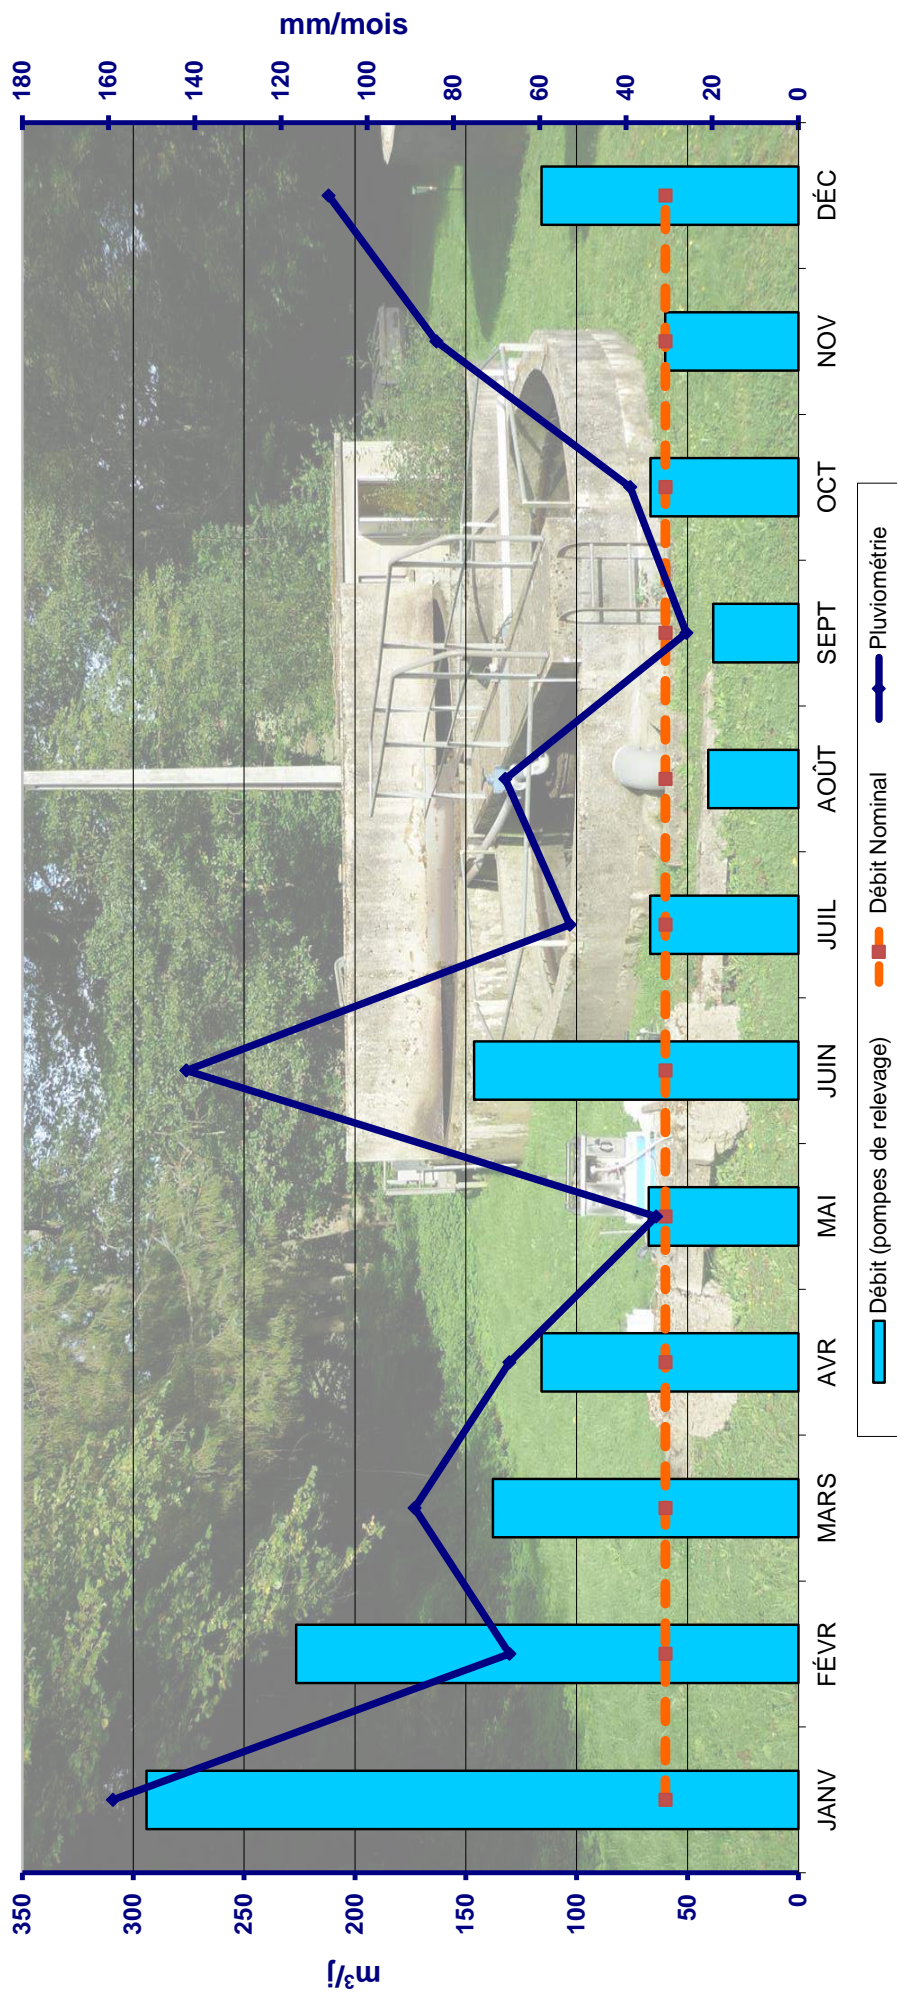 m³/j
mm/mois
350
300
250
200
150
100
50
0
180
160
140
120
100
80
60
40
20
0
JANV
FÉVR
MARS
AVR
MAI
JUIN
JUIL
AOÛT
SEPT
OCT
NOV
DÉC
Débit (pompes de relevage)
Débit Nominal
Pluviométrie